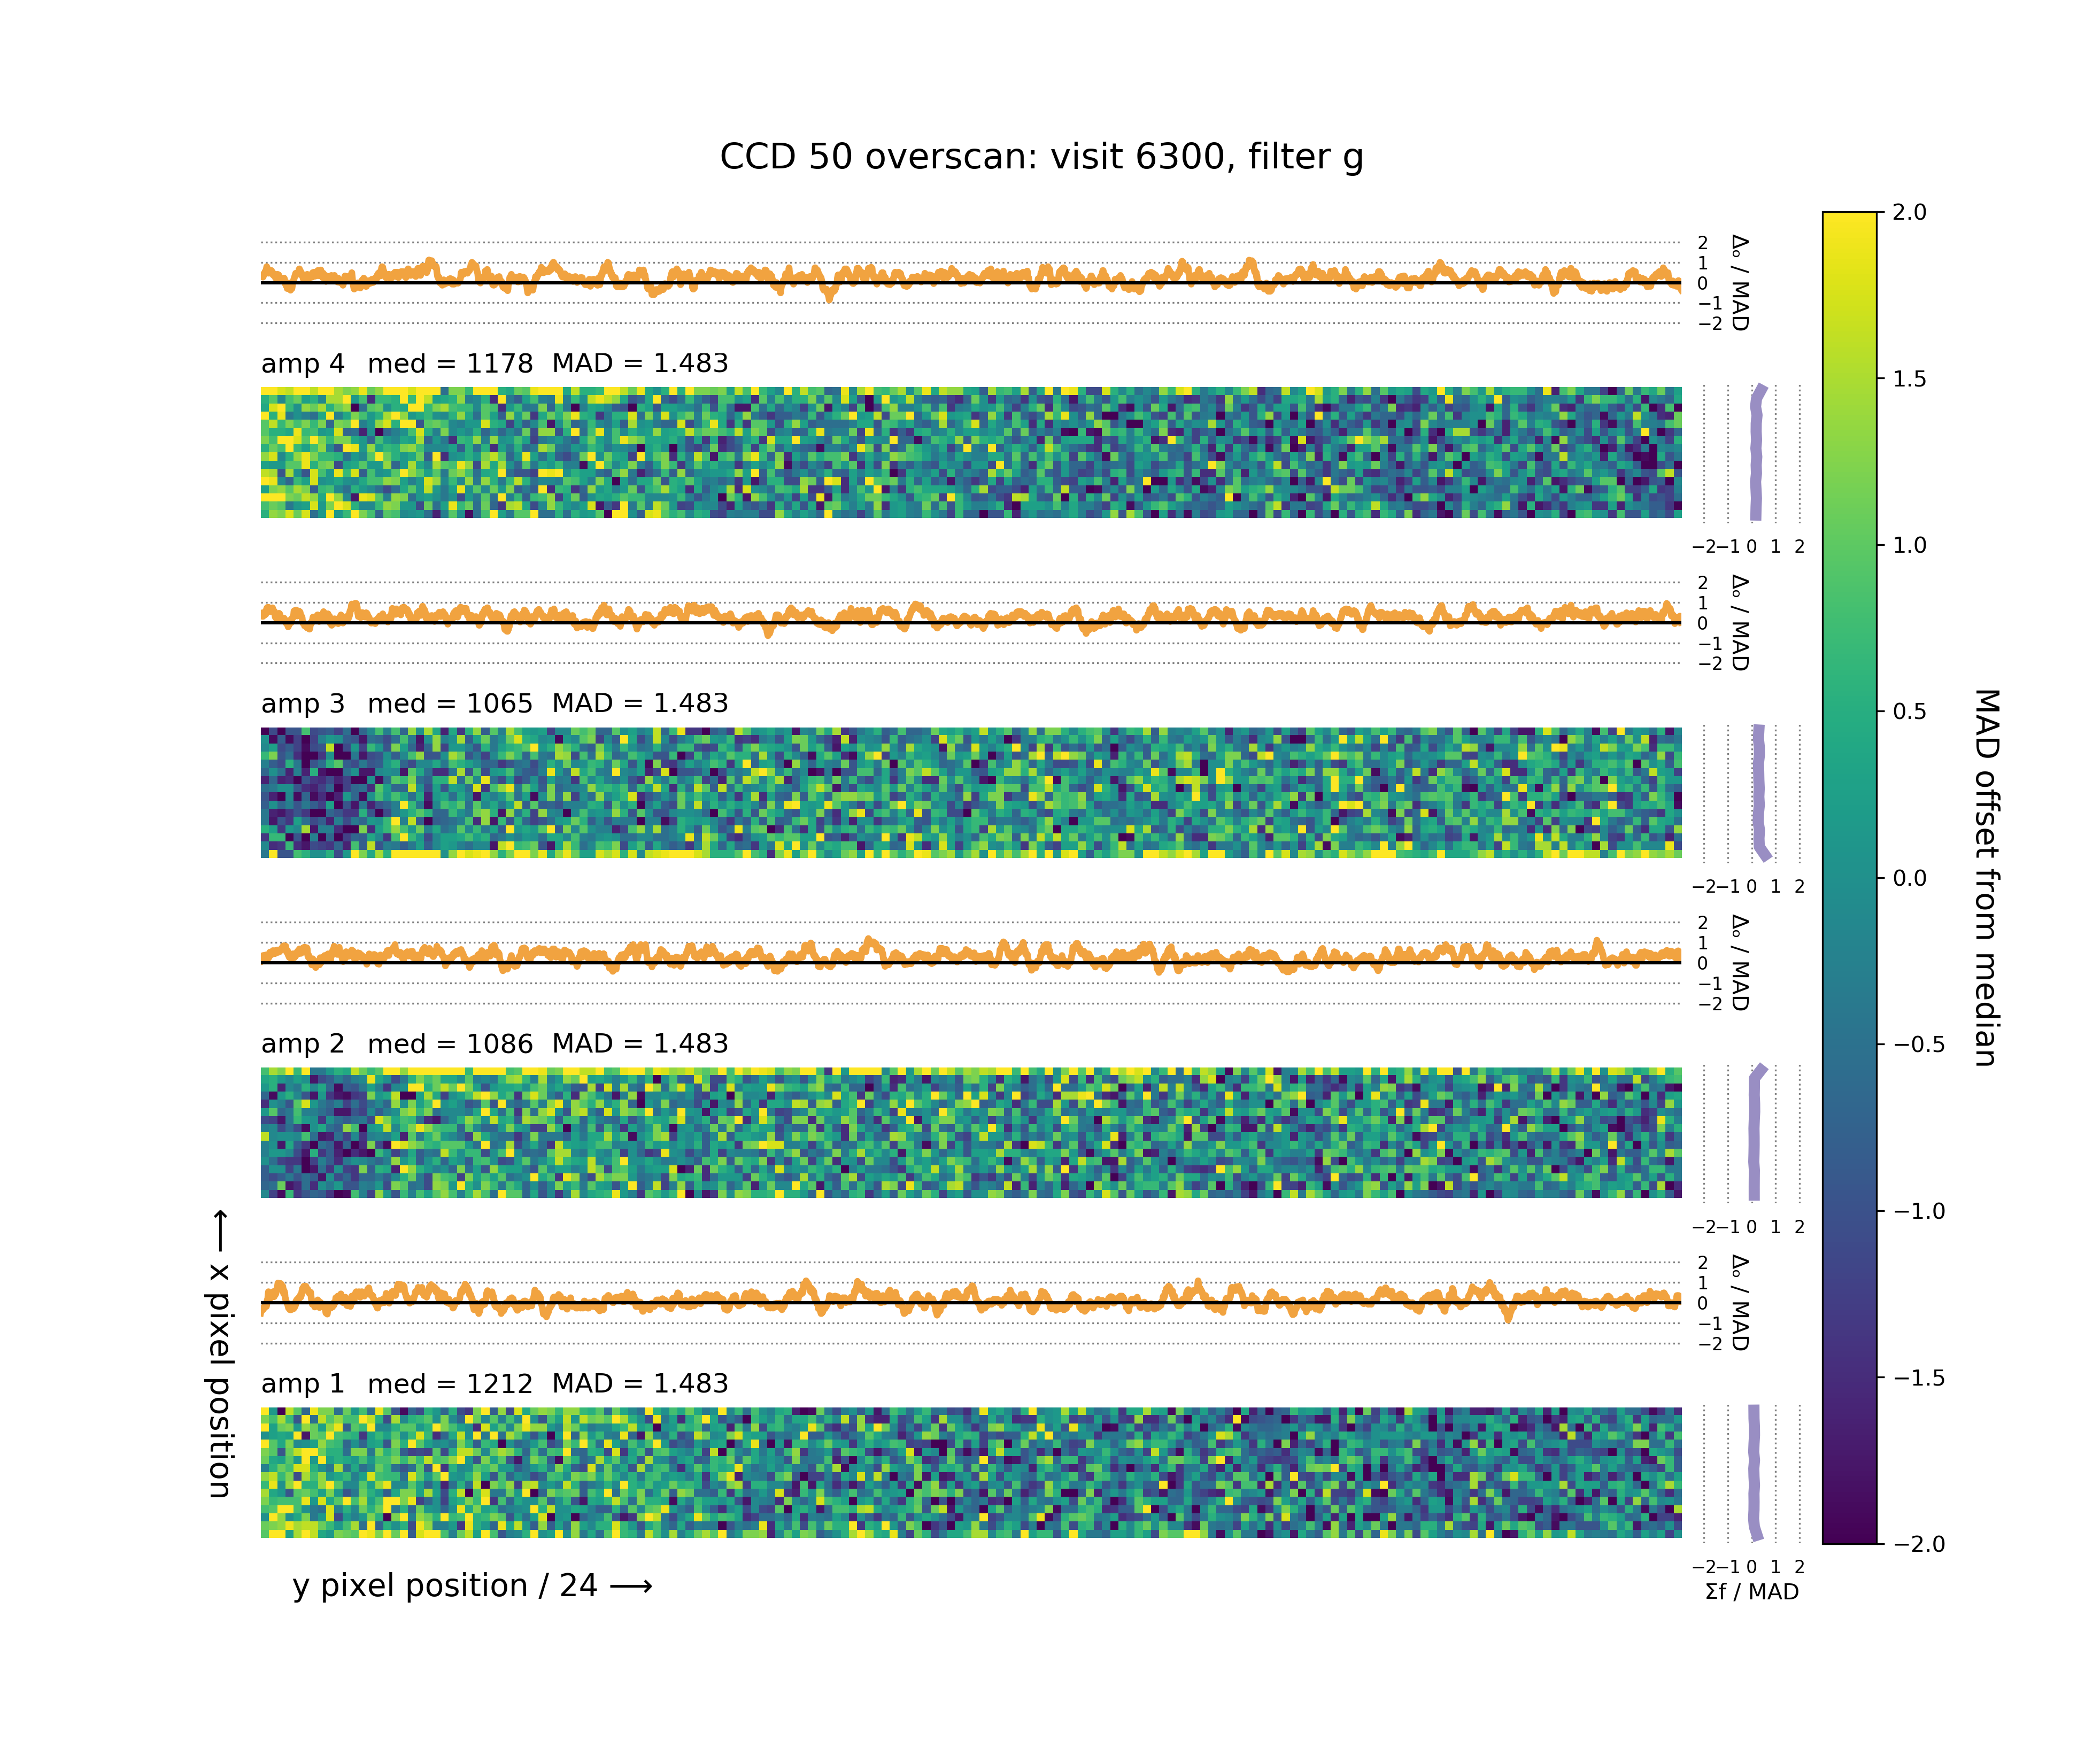 CCD 50 overscan: visit 6300, filter g
2
1
0
−1
−2
Δₒ / MAD
amp 4 med = 1178 MAD = 1.483
−2 −1 0 1 2
2
1
0
−1
−2
Δₒ / MAD
amp 3 med = 1065 MAD = 1.483
−2 −1 0 1 2
2
1
0
−1
−2
Δₒ / MAD
amp 2 med = 1086 MAD = 1.483
−2 −1 0 1 2
2
1
0
−1
−2
Δₒ / MAD
amp 1 med = 1212 MAD = 1.483
−2 −1 0 1 2
Σf / MAD
y pixel position / 24 ⟶
⟵ x pixel position
2.0
1.5
1.0
0.5
0.0
−0.5
−1.0
−1.5
−2.0
MAD offset from median